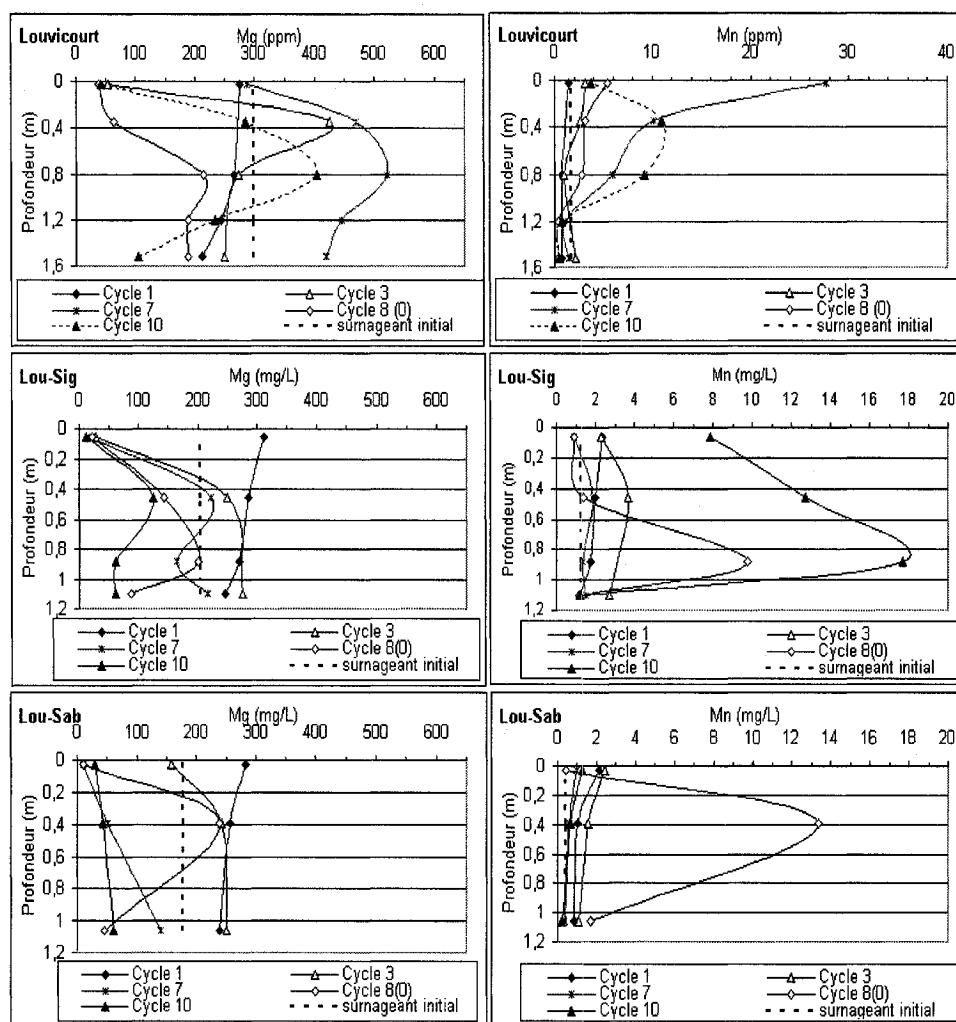 Louvicourt
Mg (ppm)
0 100 200 300 400 500 600
Profondeur (m)
0
0,4
0,8
1,2
1,6
Cycle 1 Cycle 3
Cycle 7 Cycle 8 (0)
Cycle 10 surnageant initial
Louvicourt
Mn (ppm)
0 10 20 30 40
Profondeur (m)
0
0,4
0,8
1,2
1,6
Cycle 1 Cycle 3
Cycle 7 Cycle 8 (0)
Cycle 10 surnageant initial
Lou-Sig
Mg (mg/L)
0 100 200 300 400 500 600
Profondeur (m)
0
0,2
0,4
0,6
0,8
1
1,2
Cycle 1 Cycle 3
Cycle 7 Cycle 8(0)
Cycle 10 surnageant initial
Lou-Sig
Mn (mg/L)
0 2 4 6 8 10 12 14 16 18 20
Profondeur (m)
0
0,2
0,4
0,6
0,8
1
1,2
Cycle 1 Cycle 3
Cycle 7 Cycle 8(0)
Cycle 10 surnageant initial
Lou-Sab
Mg (mg/L)
0 100 200 300 400 500 600
Profondeur (m)
0
0,2
0,4
0,6
0,8
1
1,2
Cycle 1 Cycle 3
Cycle 7 Cycle 8(0)
Cycle 10 surnageant initial
Lou-Sab
Mn (mg/L)
0 2 4 6 8 10 12 14 16 18 20
Profondeur (m)
0
0,2
0,4
0,6
0,8
1
1,2
Cycle 1 Cycle 3
Cycle 7 Cycle 8(0)
Cycle 10 surnageant initial